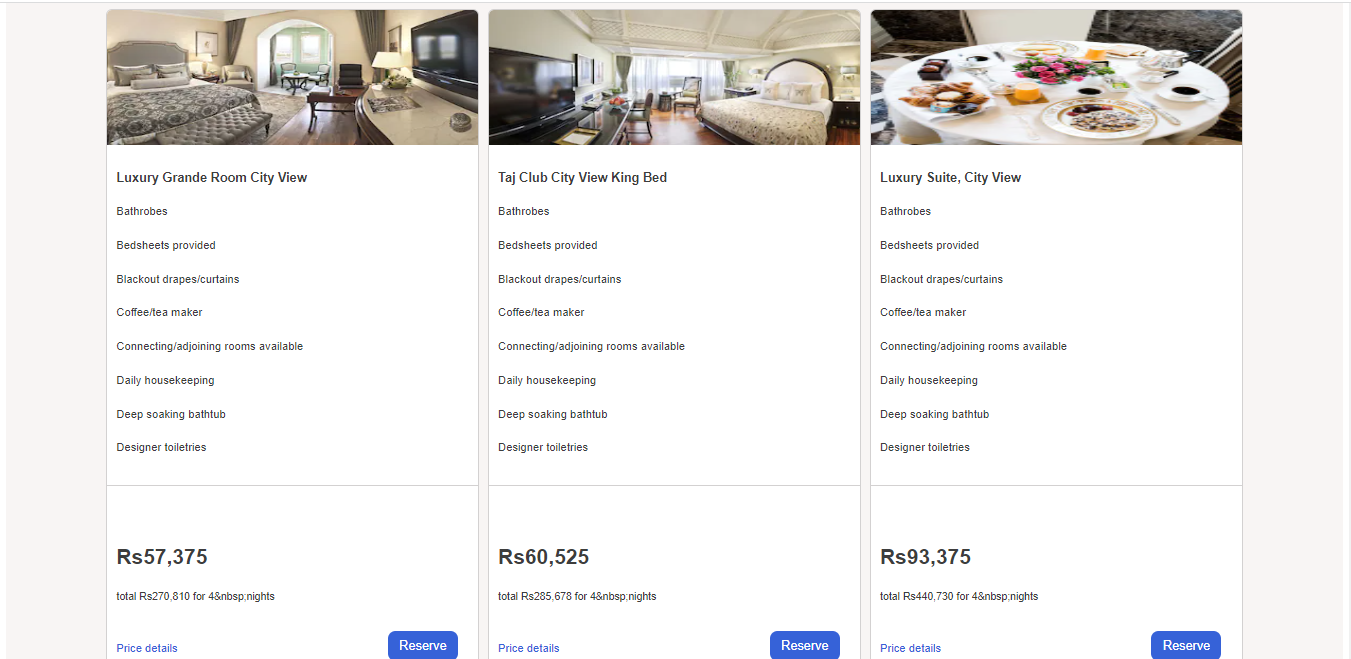 Luxury Grande Room City View
Bathrobes
Bedsheets provided
Blackout drapes/curtains
Coffee/tea maker
Connecting/adjoining rooms available
Daily housekeeping
Deep soaking bathtub
Designer toiletries
Rs57,375
total Rs270,810 for 4&nbsp;nights
Price details
Reserve
Taj Club City View King Bed
Bathrobes
Bedsheets provided
Blackout drapes/curtains
Coffee/tea maker
Connecting/adjoining rooms available
Daily housekeeping
Deep soaking bathtub
Designer toiletries
Rs60,525
total Rs285,678 for 4&nbsp;nights
Price details
Reserve
Luxury Suite, City View
Bathrobes
Bedsheets provided
Blackout drapes/curtains
Coffee/tea maker
Connecting/adjoining rooms available
Daily housekeeping
Deep soaking bathtub
Designer toiletries
Rs93,375
total Rs440,730 for 4&nbsp;nights
Price details
Reserve